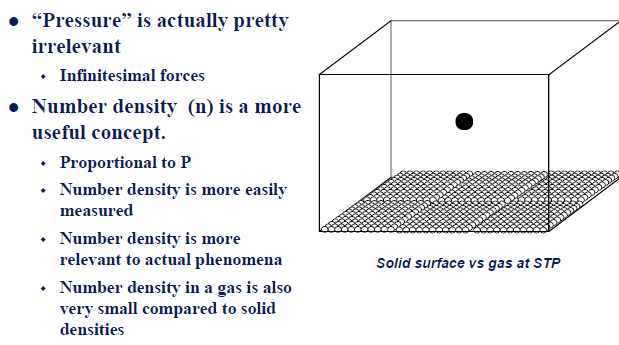 ● “Pressure” is actually pretty
irrelevant
• Infinitesimal forces
● Number density (n) is a more
useful concept.
• Proportional to P
• Number density is more easily
measured
• Number density is more
relevant to actual phenomena
• Number density in a gas is also
very small compared to solid
densities
Solid surface vs gas at STP